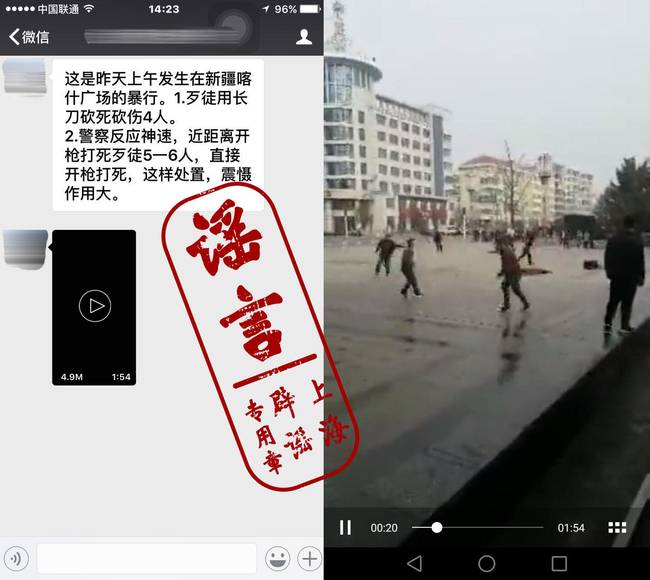 中国联通
14:23
96%
微信
这是昨天上午发生在新疆喀
什广场的暴行。1.歹徒用长
刀砍死砍伤4人。
2.警察反应神速，近距离开
枪打死歹徒5—6人，直接
开枪打死，这样处置，震慑
作用大。
4.9M
1:54
谣言
上海
辟谣
专用章
00:20
01:54